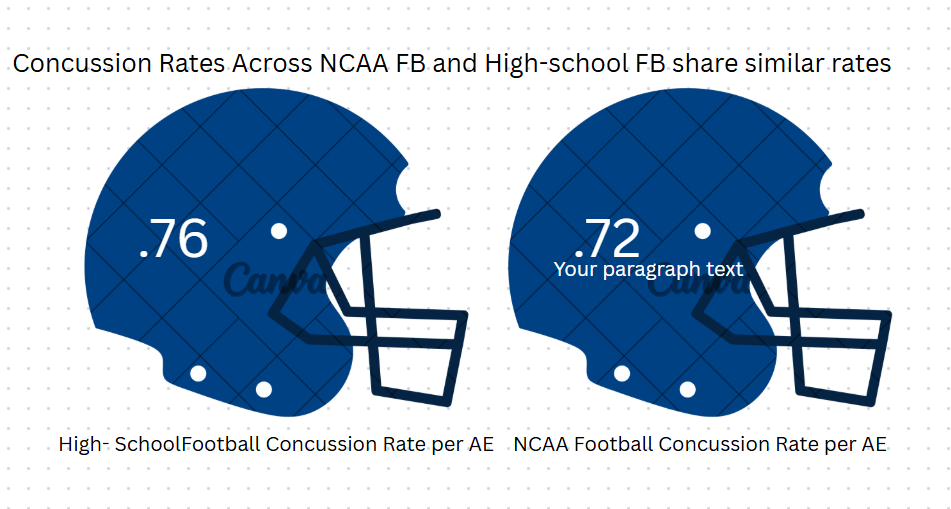 Concussion Rates Across NCAA FB and High-school FB share similar rates
.76
.72
Your paragraph text
Canva
Canva
High- SchoolFootball Concussion Rate per AE
NCAA Football Concussion Rate per AE